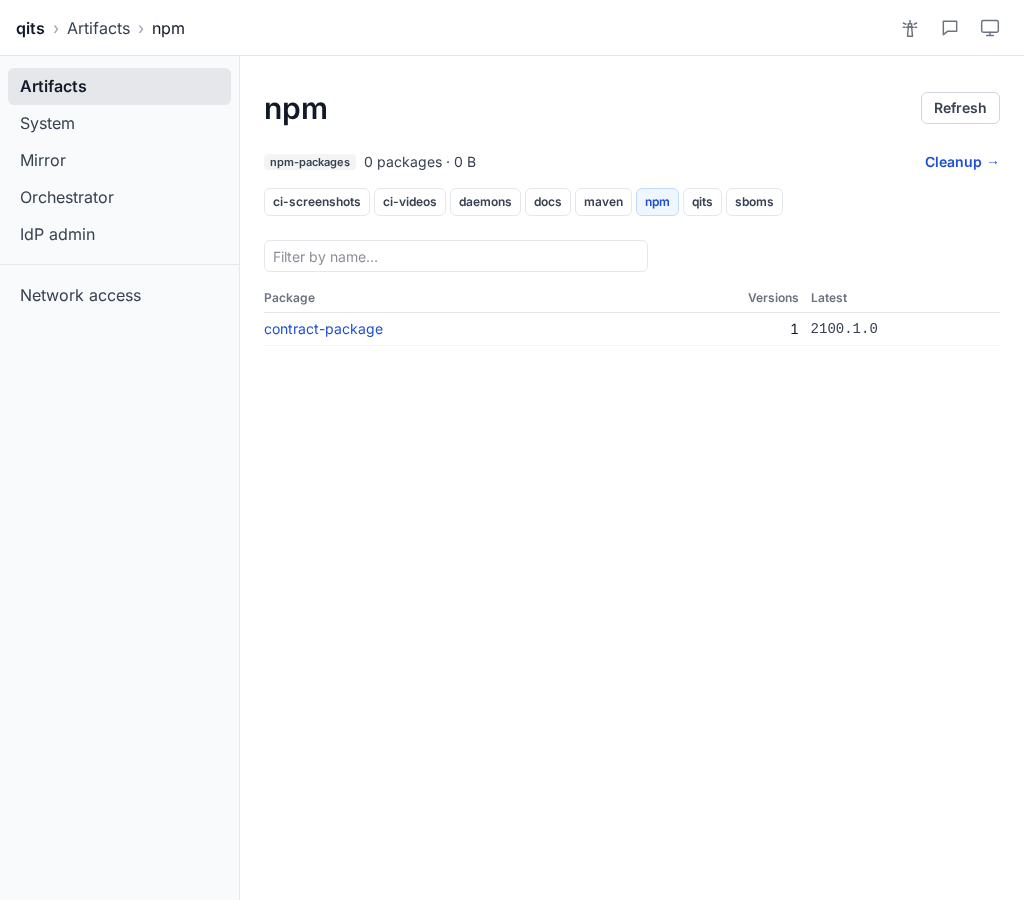 qits › Artifacts › npm
Artifacts
System
Mirror
Orchestrator
IdP admin
Network access
npm
Refresh
npm-packages 0 packages · 0 B
Cleanup →
ci-screenshots ci-videos daemons docs maven npm qits sboms
Filter by name...
Package Versions Latest
contract-package 1 2100.1.0